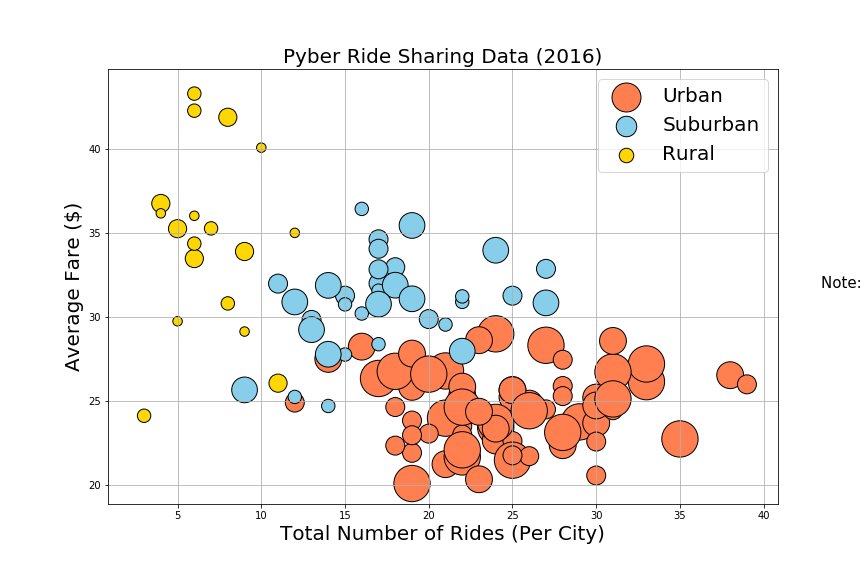 Pyber Ride Sharing Data (2016)
Urban
Suburban
Rural
Average Fare ($)
40
35
30
25
20
Note:
5
10
15
20
25
30
35
40
Total Number of Rides (Per City)